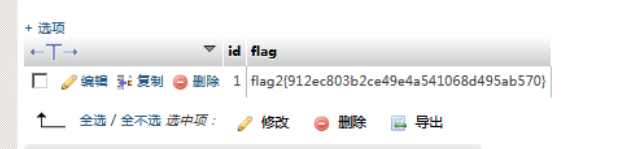 + 选项
←T→ ▼ id flag
编辑 复制 删除 1 flag2{912ec803b2ce49e4a541068d495ab570}
全选 / 全不选 选中项： 修改 删除 导出